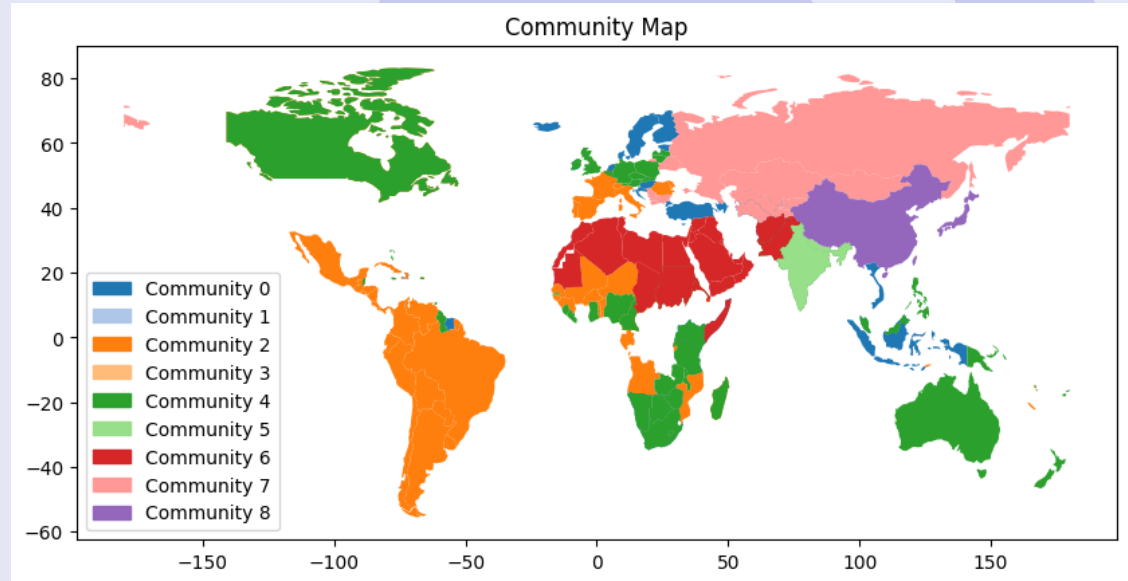 Community Map
80
60
40
20
0
−20
−40
−60
−150
−100
−50
0
50
100
150
Community 0
Community 1
Community 2
Community 3
Community 4
Community 5
Community 6
Community 7
Community 8